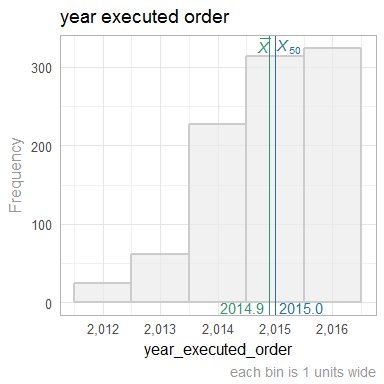 year executed order
X̅ X₅₀
300
200
100
0
Frequency
2014.9 2015.0
2,012 2,013 2,014 2,015 2,016
year_executed_order
each bin is 1 units wide